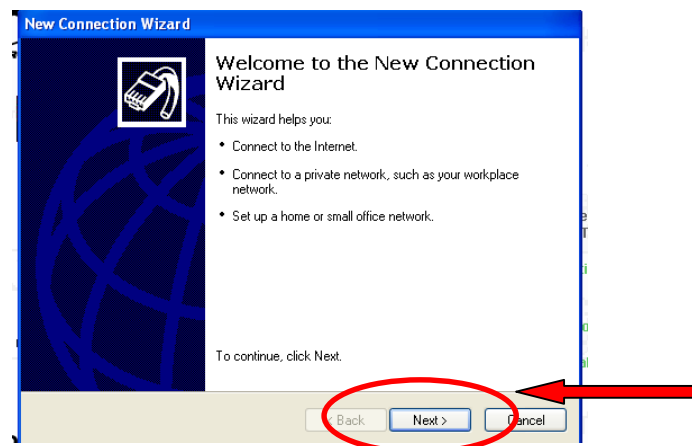 New Connection Wizard
Welcome to the New Connection
Wizard
This wizard helps you:
• Connect to the Internet.
• Connect to a private network, such as your workplace
network.
• Set up a home or small office network.
To continue, click Next.
< Back Next > Cancel